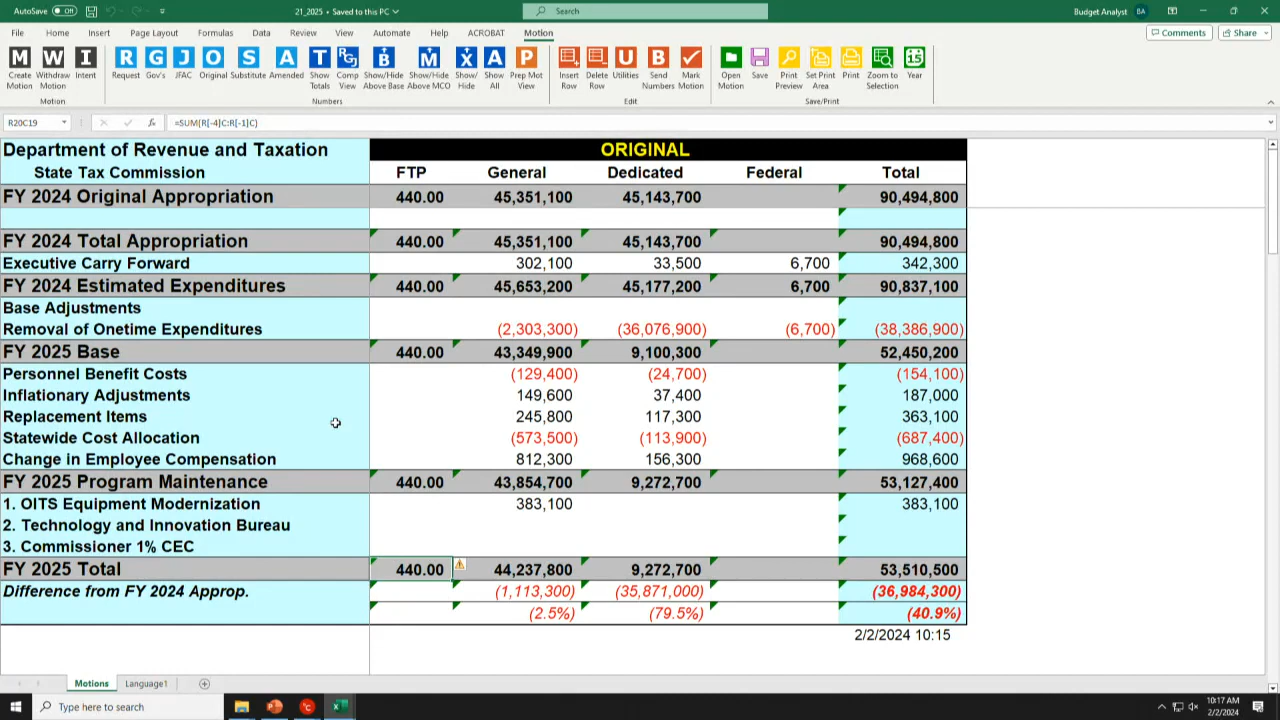 AutoSave Off 21_2025 • Saved to this PC Search Budget Analyst BA
File Home Insert Page Layout Formulas Data Review View Automate Help ACROBAT Motion Comments Share
M W I R G J O S A T RG B M X A P U B 15
Create Motion Withdraw Motion Intent Request Gov's JFAC Original Substitute Amended Show Totals Comp View Show/Hide Above Base Show/Hide Above MCO Show/ Hide Show All Prep Mot View Insert Row Delete Row Utilities Send Numbers Mark Motion Open Motion Save Print Preview Set Print Area Print Zoom to Selection Year
Motion Numbers Edit Save/Print
R20C19 fx =SUM(R[-4]C:R[-1]C)
Department of Revenue and Taxation ORIGINAL
State Tax Commission FTP General Dedicated Federal Total
FY 2024 Original Appropriation 440.00 45,351,100 45,143,700 90,494,800
FY 2024 Total Appropriation 440.00 45,351,100 45,143,700 90,494,800
Executive Carry Forward 302,100 33,500 6,700 342,300
FY 2024 Estimated Expenditures 440.00 45,653,200 45,177,200 6,700 90,837,100
Base Adjustments
Removal of Onetime Expenditures (2,303,300) (36,076,900) (6,700) (38,386,900)
FY 2025 Base 440.00 43,349,900 9,100,300 52,450,200
Personnel Benefit Costs (129,400) (24,700) (154,100)
Inflationary Adjustments 149,600 37,400 187,000
Replacement Items 245,800 117,300 363,100
Statewide Cost Allocation (573,500) (113,900) (687,400)
Change in Employee Compensation 812,300 156,300 968,600
FY 2025 Program Maintenance 440.00 43,854,700 9,272,700 53,127,400
1. OITS Equipment Modernization 383,100 383,100
2. Technology and Innovation Bureau
3. Commissioner 1% CEC
FY 2025 Total 440.00 44,237,800 9,272,700 53,510,500
Difference from FY 2024 Approp. (1,113,300) (35,871,000) (36,984,300)
(2.5%) (79.5%) (40.9%)
2/2/2024 10:15
Motions Language1
Type here to search 10:17 AM
2/2/2024